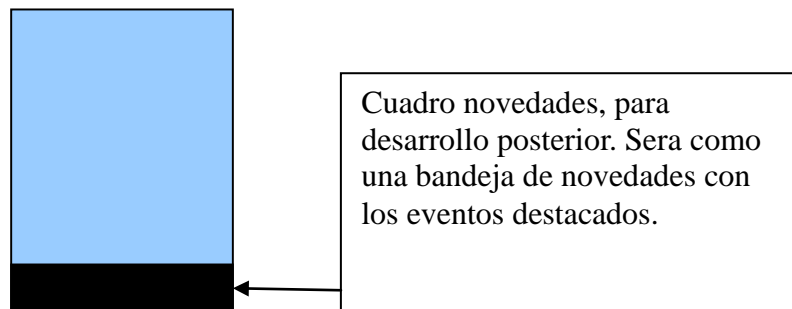 Cuadro novedades, para
desarrollo posterior. Sera como
una bandeja de novedades con
los eventos destacados.